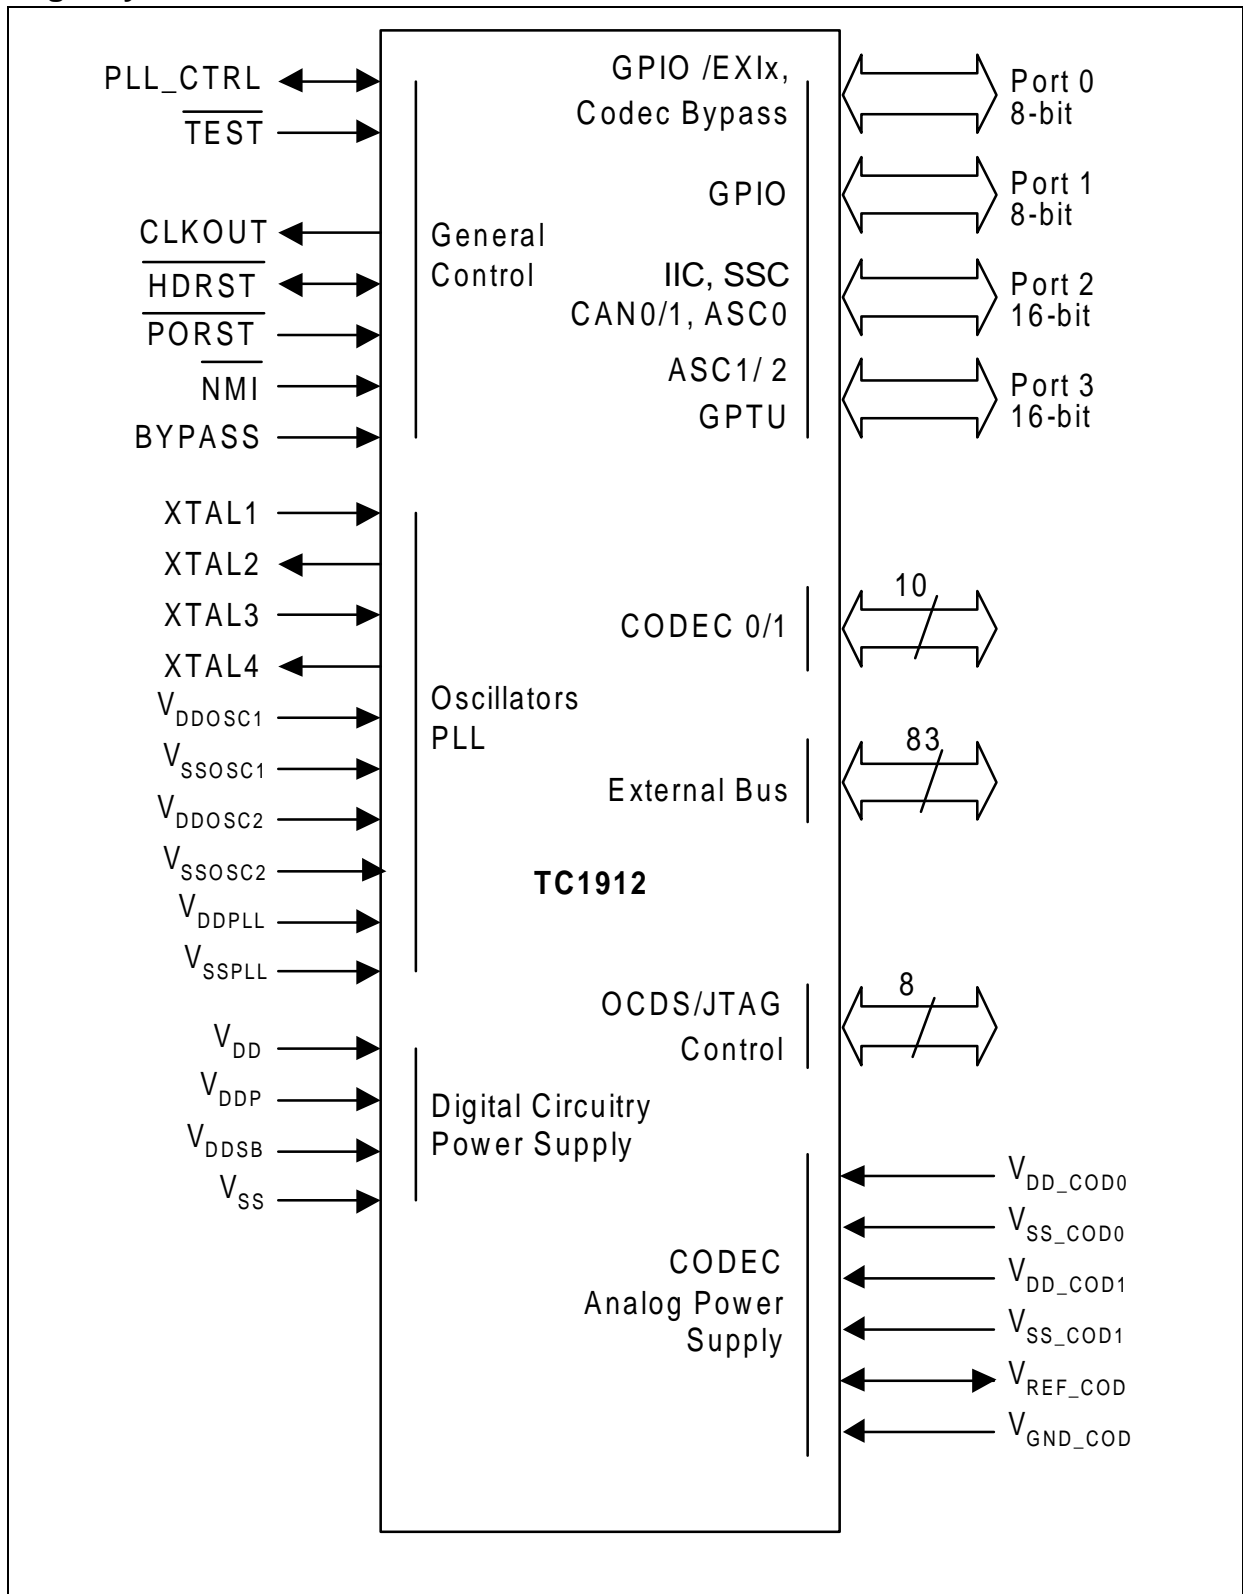 PLL_CTRL
TEST
CLKOUT
HDRST
PORST
NMI
BYPASS
General
Control
XTAL1
XTAL2
XTAL3
XTAL4
VDDOSC1
VSSOSC1
VDDOSC2
VSSOSC2
VDDPLL
VSSPLL
Oscillators
PLL
VDD
VDDP
VDDSB
VSS
Digital Circuitry
Power Supply
TC1912
GPIO /EXIx,
Codec Bypass
Port 0
8-bit
GPIO
Port 1
8-bit
IIC, SSC
CAN0/1, ASC0
Port 2
16-bit
ASC1/ 2
GPTU
Port 3
16-bit
CODEC 0/1
10
External Bus
83
OCDS/JTAG
Control
8
CODEC
Analog Power
Supply
VDD_COD0
VSS_COD0
VDD_COD1
VSS_COD1
VREF_COD
VGND_COD